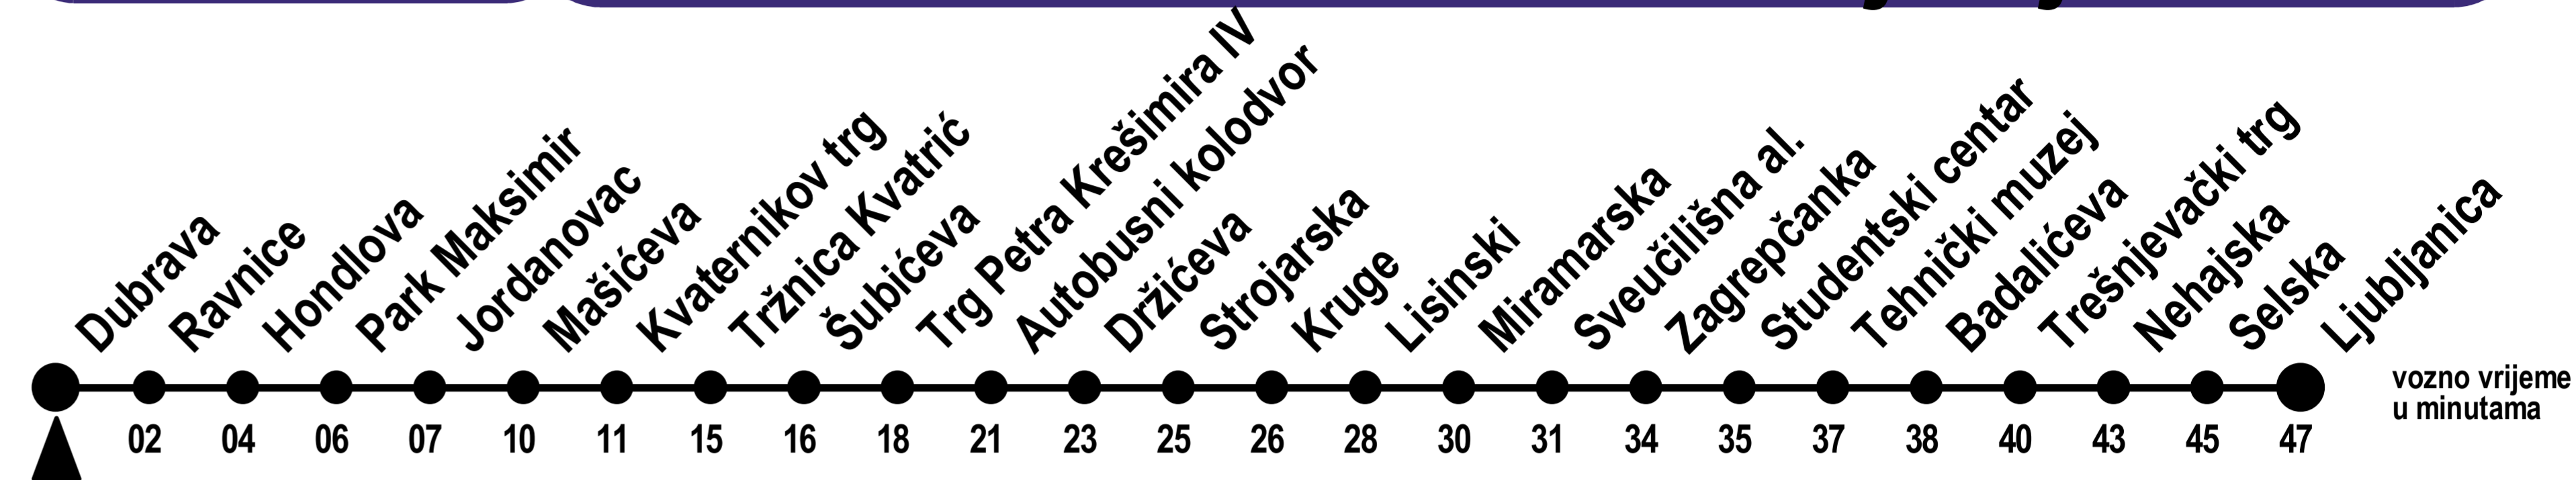 Dubrava
Ravnice
Hondlova
Park Maksimir
Jordanovac
Mašićeva
Kvaternikov trg
Tržnica Kvatrić
Šubićeva
Trg Petra Krešimira IV
Autobusni kolodvor
Držićeva
Strojarska
Kruge
Lisinski
Miramarska
Sveučilišna al.
Zagrepčanka
Studentski centar
Tehnički muzej
Badalićeva
Trešnjevački trg
Nehajska
Selska
Ljubljanica
02 04 06 07 10 11 15 16 18 21 23 25 26 28 30 31 34 35 37 38 40 43 45 47
vozno vrijeme
u minutama